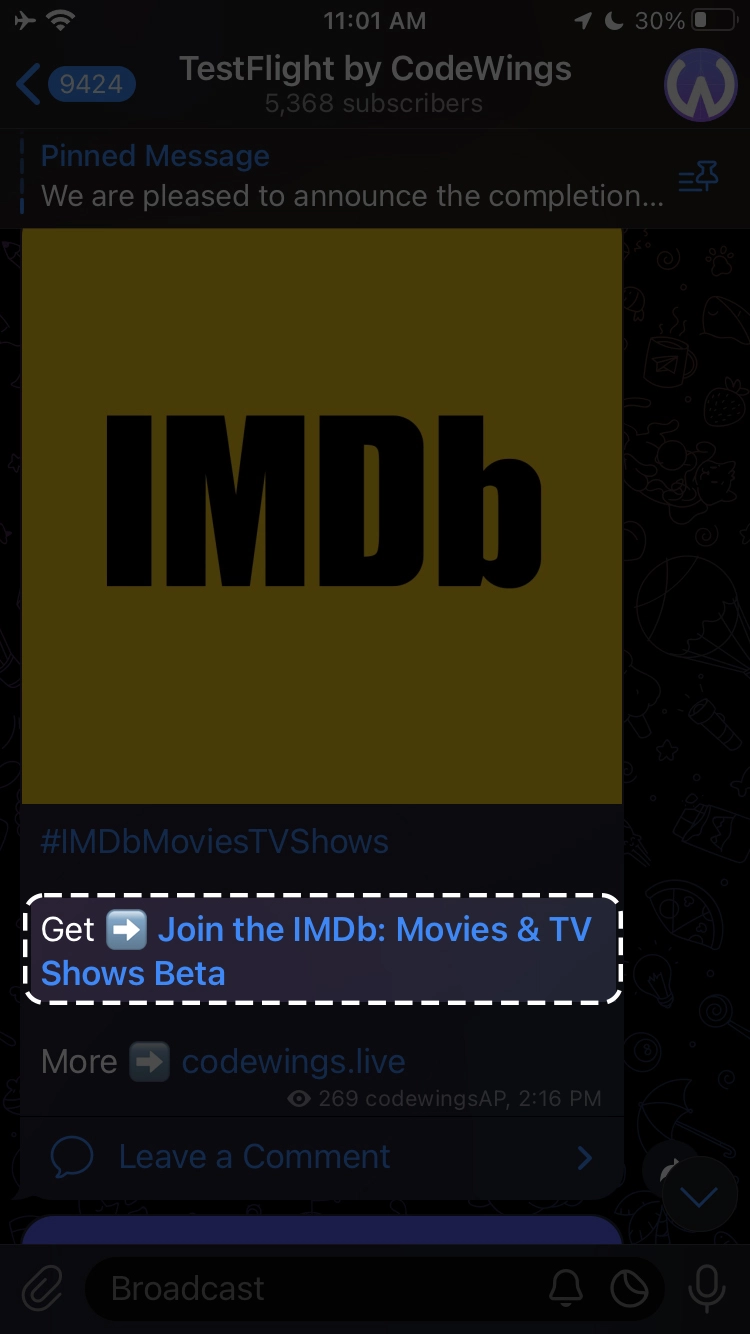 11:01 AM
30%
9424
TestFlight by CodeWings
5,368 subscribers
Pinned Message
We are pleased to announce the completion...
IMDb
#IMDbMoviesTVShows
Get ➡️ Join the IMDb: Movies & TV
Shows Beta
More ➡️ codewings.live
269 codewingsAP, 2:16 PM
Leave a Comment
Broadcast